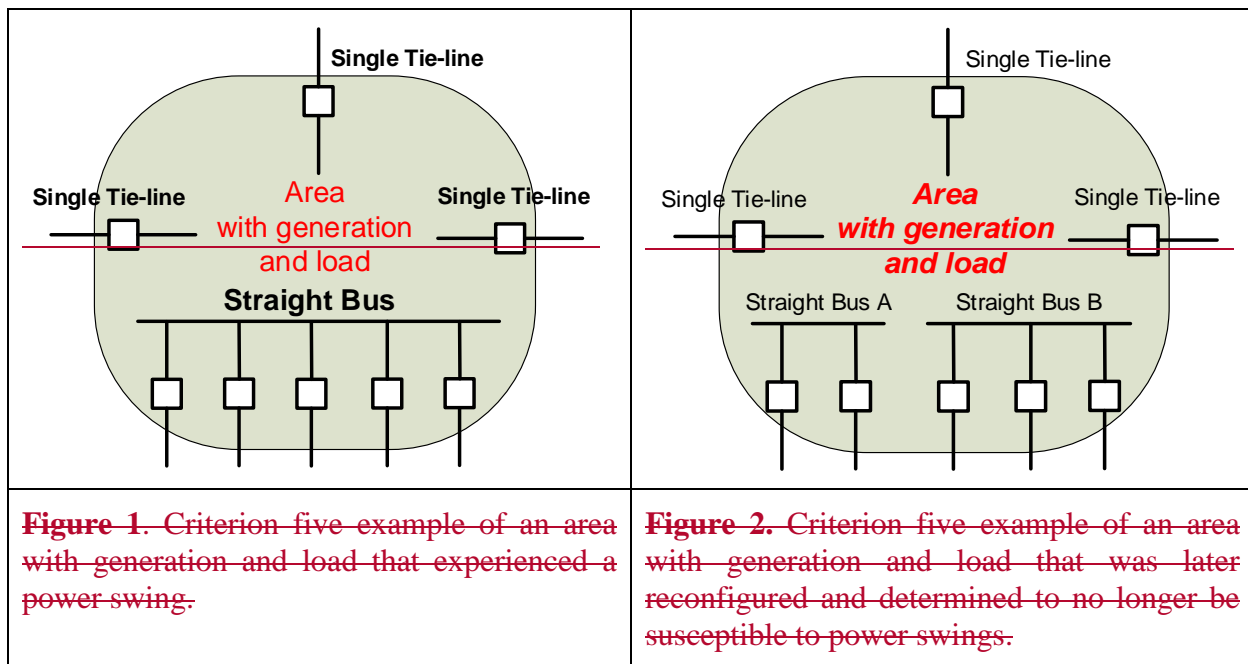 Single Tie-line
Single Tie-line
Single Tie-line
Area
with generation
and load
Straight Bus
Figure 1. Criterion five example of an area
with generation and load that experienced a
power swing.
Single Tie-line
Single Tie-line
Single Tie-line
Area
with generation
and load
Straight Bus A
Straight Bus B
Figure 2. Criterion five example of an area
with generation and load that was later
reconfigured and determined to no longer be
susceptible to power swings.